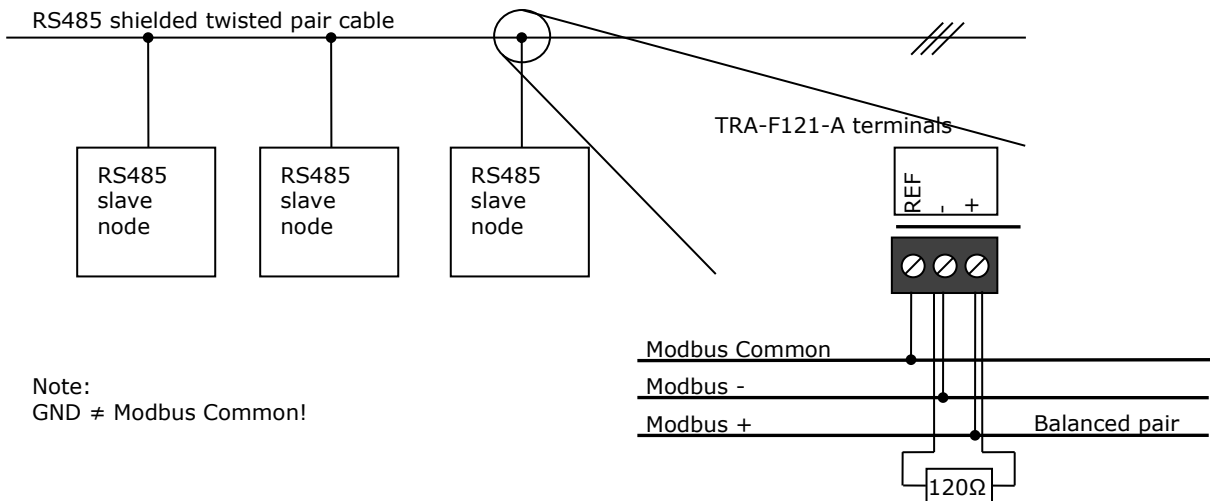 RS485 shielded twisted pair cable
TRA-F121-A terminals
RS485
slave
node
RS485
slave
node
RS485
slave
node
REF
-
+
Modbus Common
Modbus -
Modbus +
Balanced pair
120Ω
Note:
GND ≠ Modbus Common!